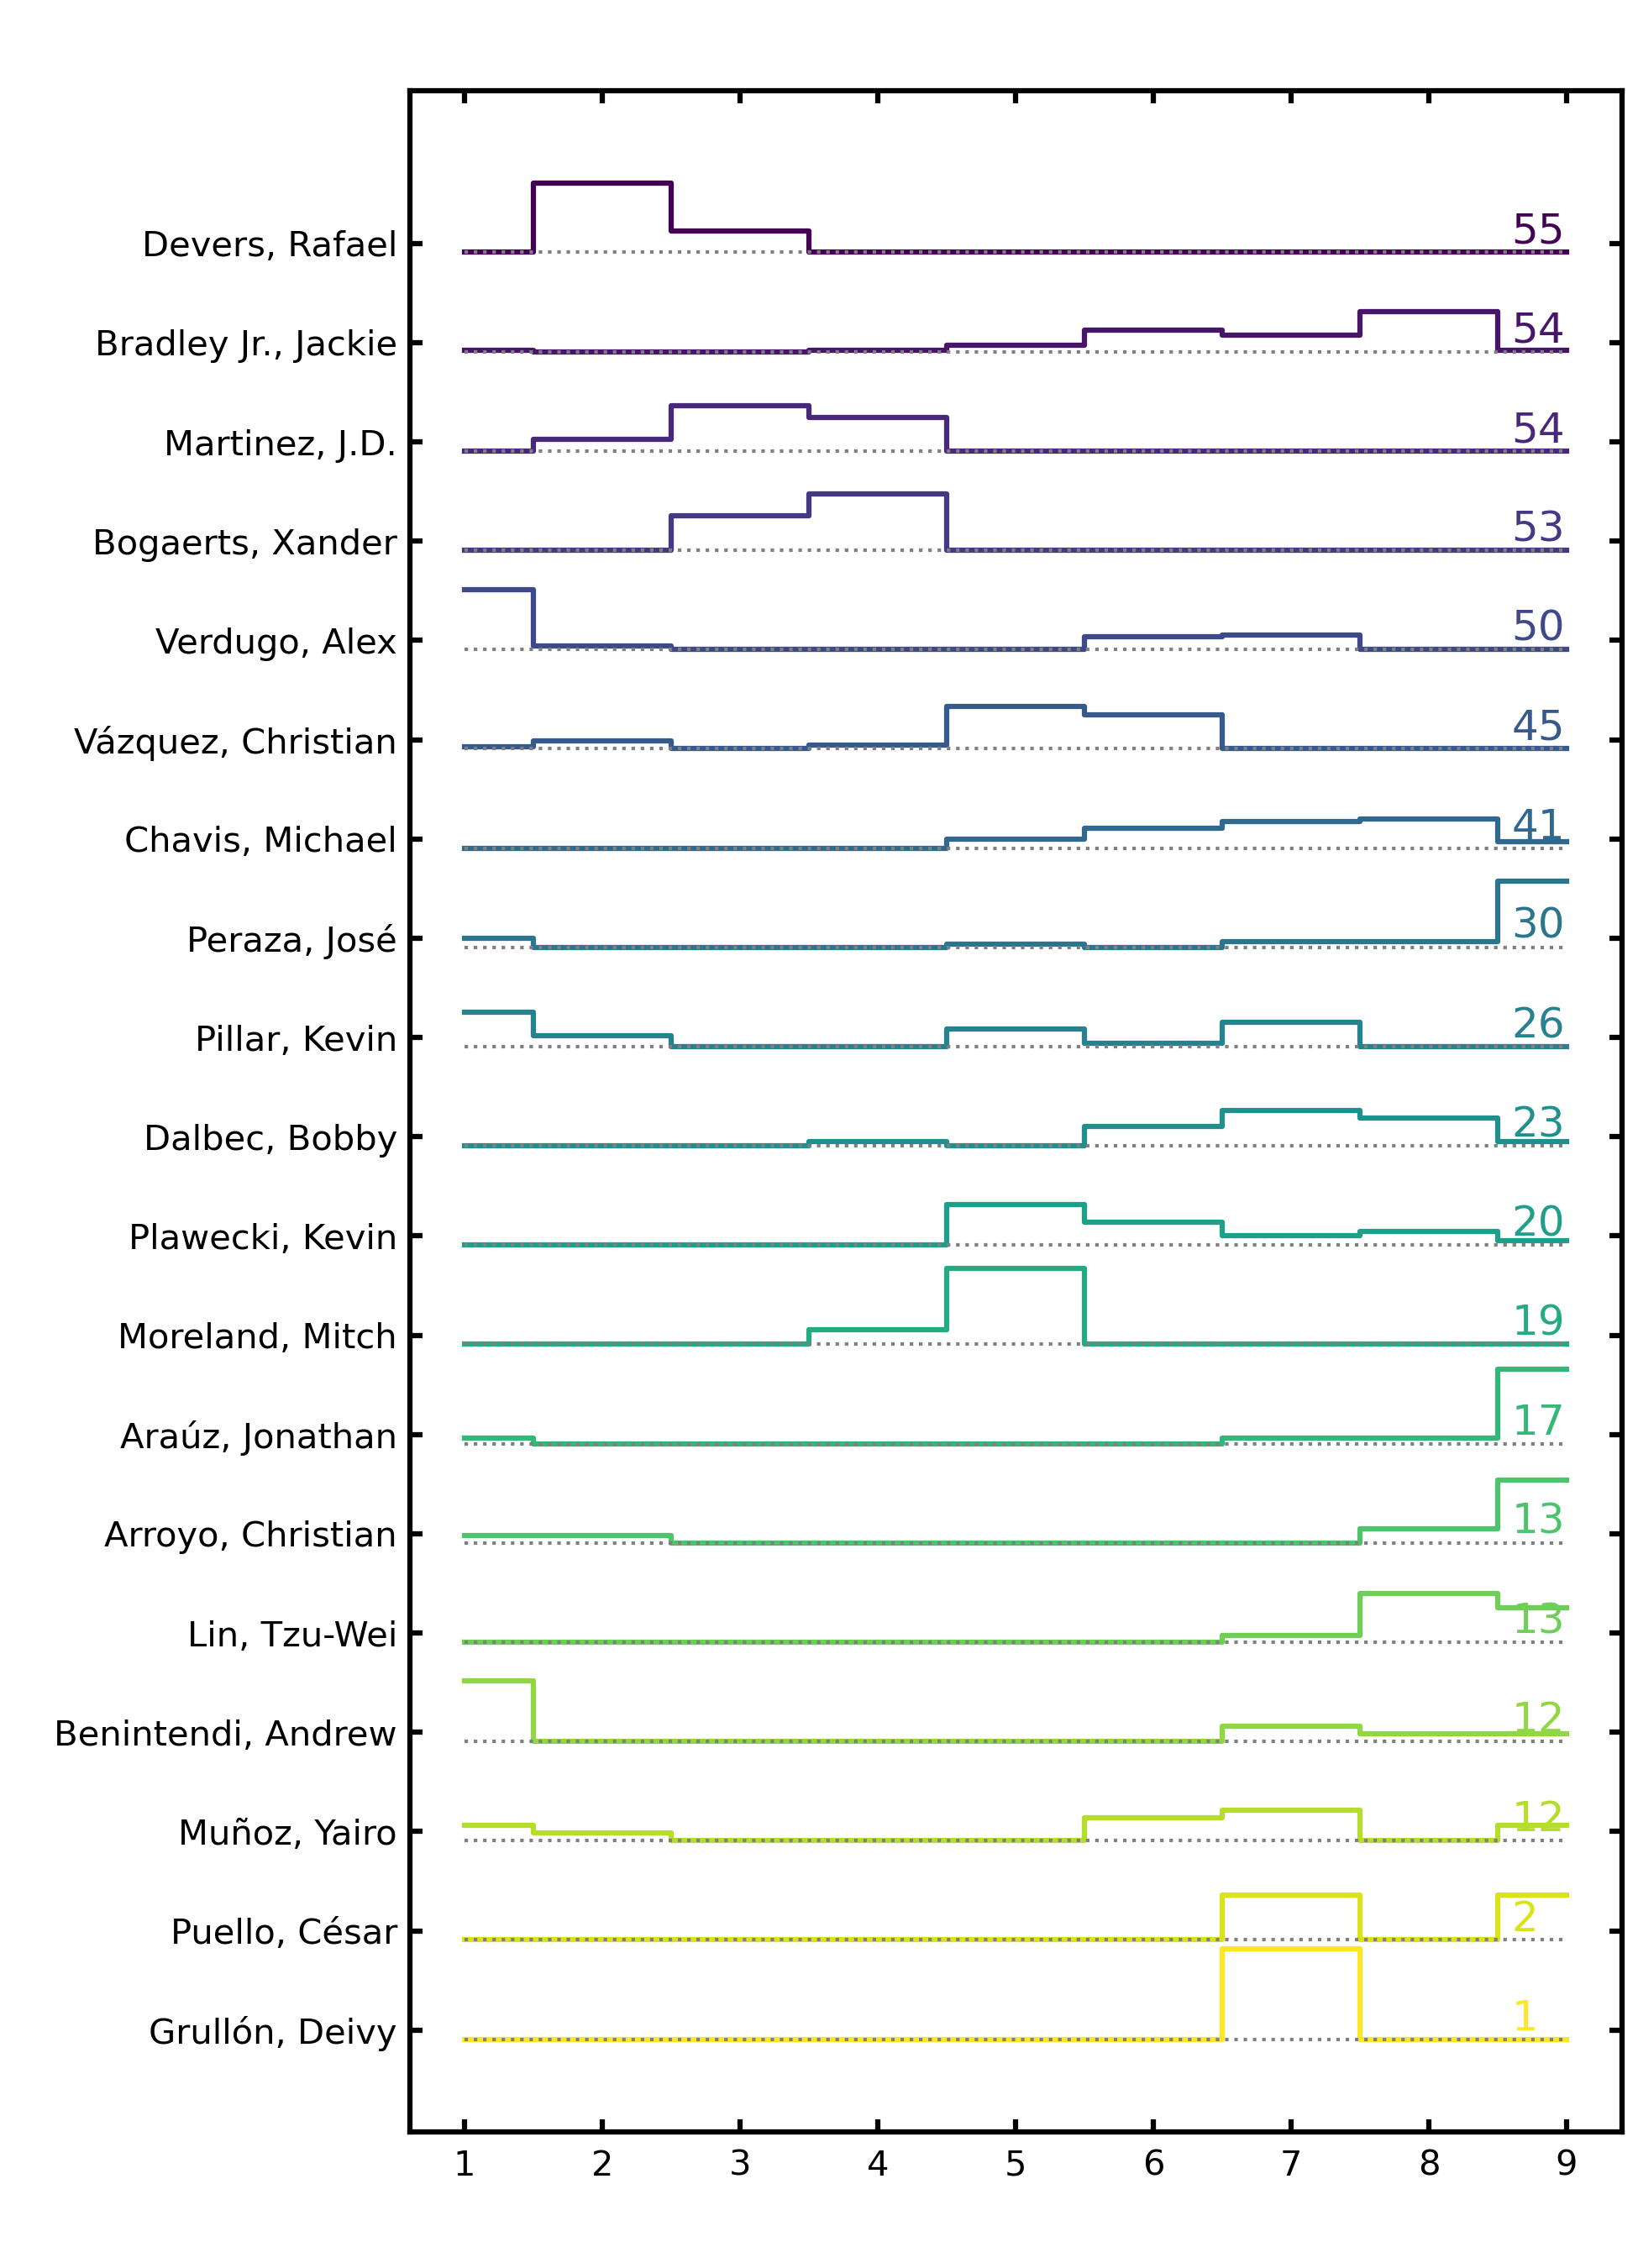 Devers, Rafael 55
Bradley Jr., Jackie 54
Martinez, J.D. 54
Bogaerts, Xander 53
Verdugo, Alex 50
Vázquez, Christian 45
Chavis, Michael 41
Peraza, José 30
Pillar, Kevin 26
Dalbec, Bobby 23
Plawecki, Kevin 20
Moreland, Mitch 19
Araúz, Jonathan 17
Arroyo, Christian 13
Lin, Tzu-Wei 13
Benintendi, Andrew 12
Muñoz, Yairo 12
Puello, César 2
Grullón, Deivy 1
1 2 3 4 5 6 7 8 9